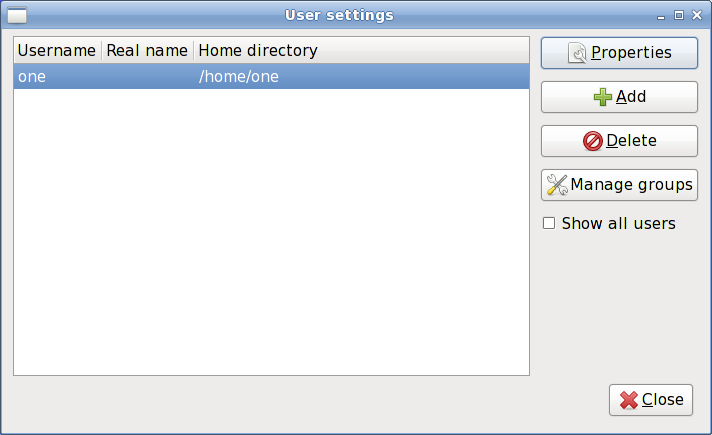 User settings
Username Real name Home directory
one /home/one
Properties
Add
Delete
Manage groups
Show all users
Close